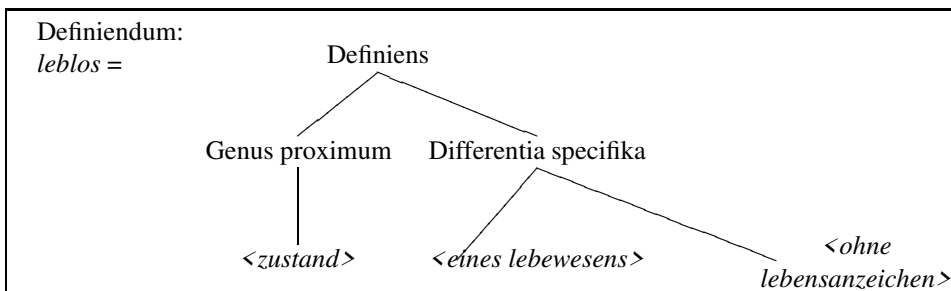 Definiendum:
leblos =
Definiens
Genus proximum Differentia specifika
<zustand> <eines lebewesens> <ohne
lebensanzeichen>